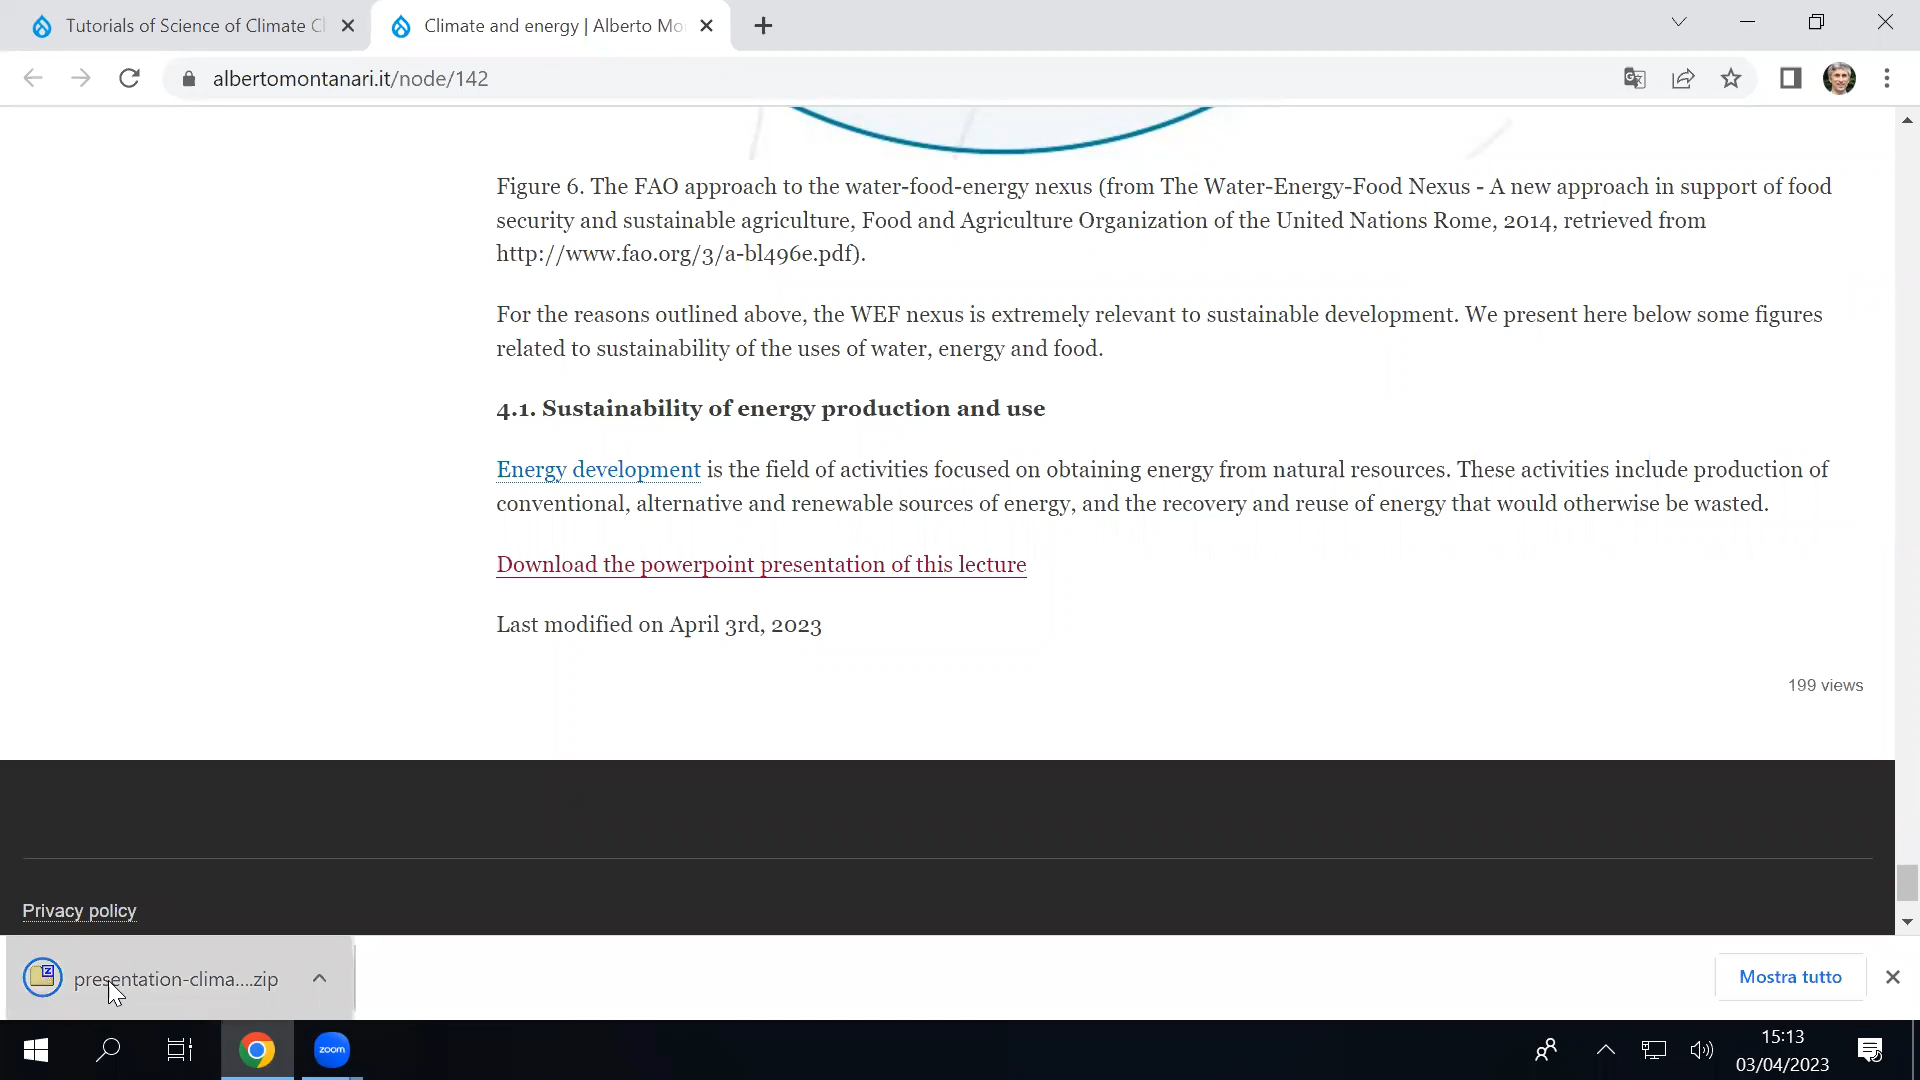 Tutorials of Science of Climate Cl
Climate and energy | Alberto Mo
albertomontanari.it/node/142
Figure 6. The FAO approach to the water-food-energy nexus (from The Water-Energy-Food Nexus - A new approach in support of food
security and sustainable agriculture, Food and Agriculture Organization of the United Nations Rome, 2014, retrieved from
http://www.fao.org/3/a-bl496e.pdf).
For the reasons outlined above, the WEF nexus is extremely relevant to sustainable development. We present here below some figures
related to sustainability of the uses of water, energy and food.
4.1. Sustainability of energy production and use
Energy development is the field of activities focused on obtaining energy from natural resources. These activities include production of
conventional, alternative and renewable sources of energy, and the recovery and reuse of energy that would otherwise be wasted.
Download the powerpoint presentation of this lecture
Last modified on April 3rd, 2023
199 views
Privacy policy
presentation-clima....zip
Mostra tutto
zoom
15:13
03/04/2023